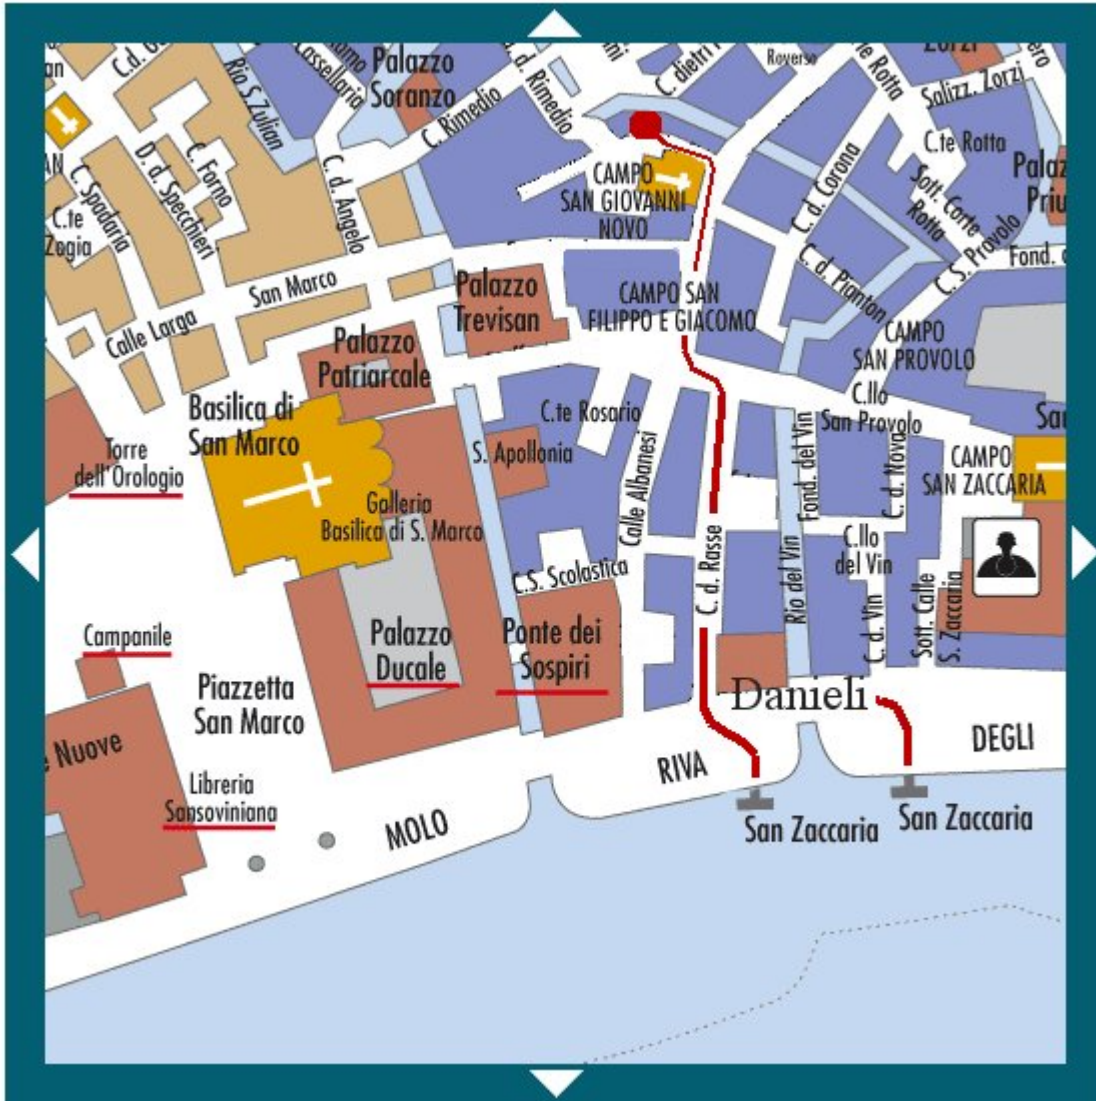 Cassellaria
Palazzo
Soranzo
Rio S.Zulian
C. Rimedio
d. Rimedio
C. dietri
Roverso
te Rotta
Zorzi
Salizz. Zorzi
C.te Rotta
Sott. Corte
Rotta
C. Spadaria
D. d. Specchieri
C. Forno
C. d. Angelo
C.te
Zogia
CAMPO
SAN GIOVANNI
NOVO
C. d. Corona
C. d. Pianton
C. S. Provolo
San Marco
Calle Larga
Palazzo
Trevisan
CAMPO SAN
FILIPPO E GIACOMO
CAMPO
SAN PROVOLO
Palazzo
Patriarcale
Basilica di
San Marco
C.te Rosario
C.llo
San Provolo
Torre
dell'Orologio
S. Apollonia
Calle Albanesi
Fond. del Vin
C. d. Nova
CAMPO
SAN ZACCARIA
Galleria
Basilica di S. Marco
C.S. Scolastica
C. d. Rasse
Rio del Vin
C.llo
del Vin
C. d. Vin
Sott. Calle
S. Zaccaria
Campanile
Palazzo
Ducale
Ponte dei
Sospiri
Piazzetta
San Marco
Danieli
e Nuove
Libreria
Sansoviniana
MOLO
RIVA
DEGLI
San Zaccaria
San Zaccaria